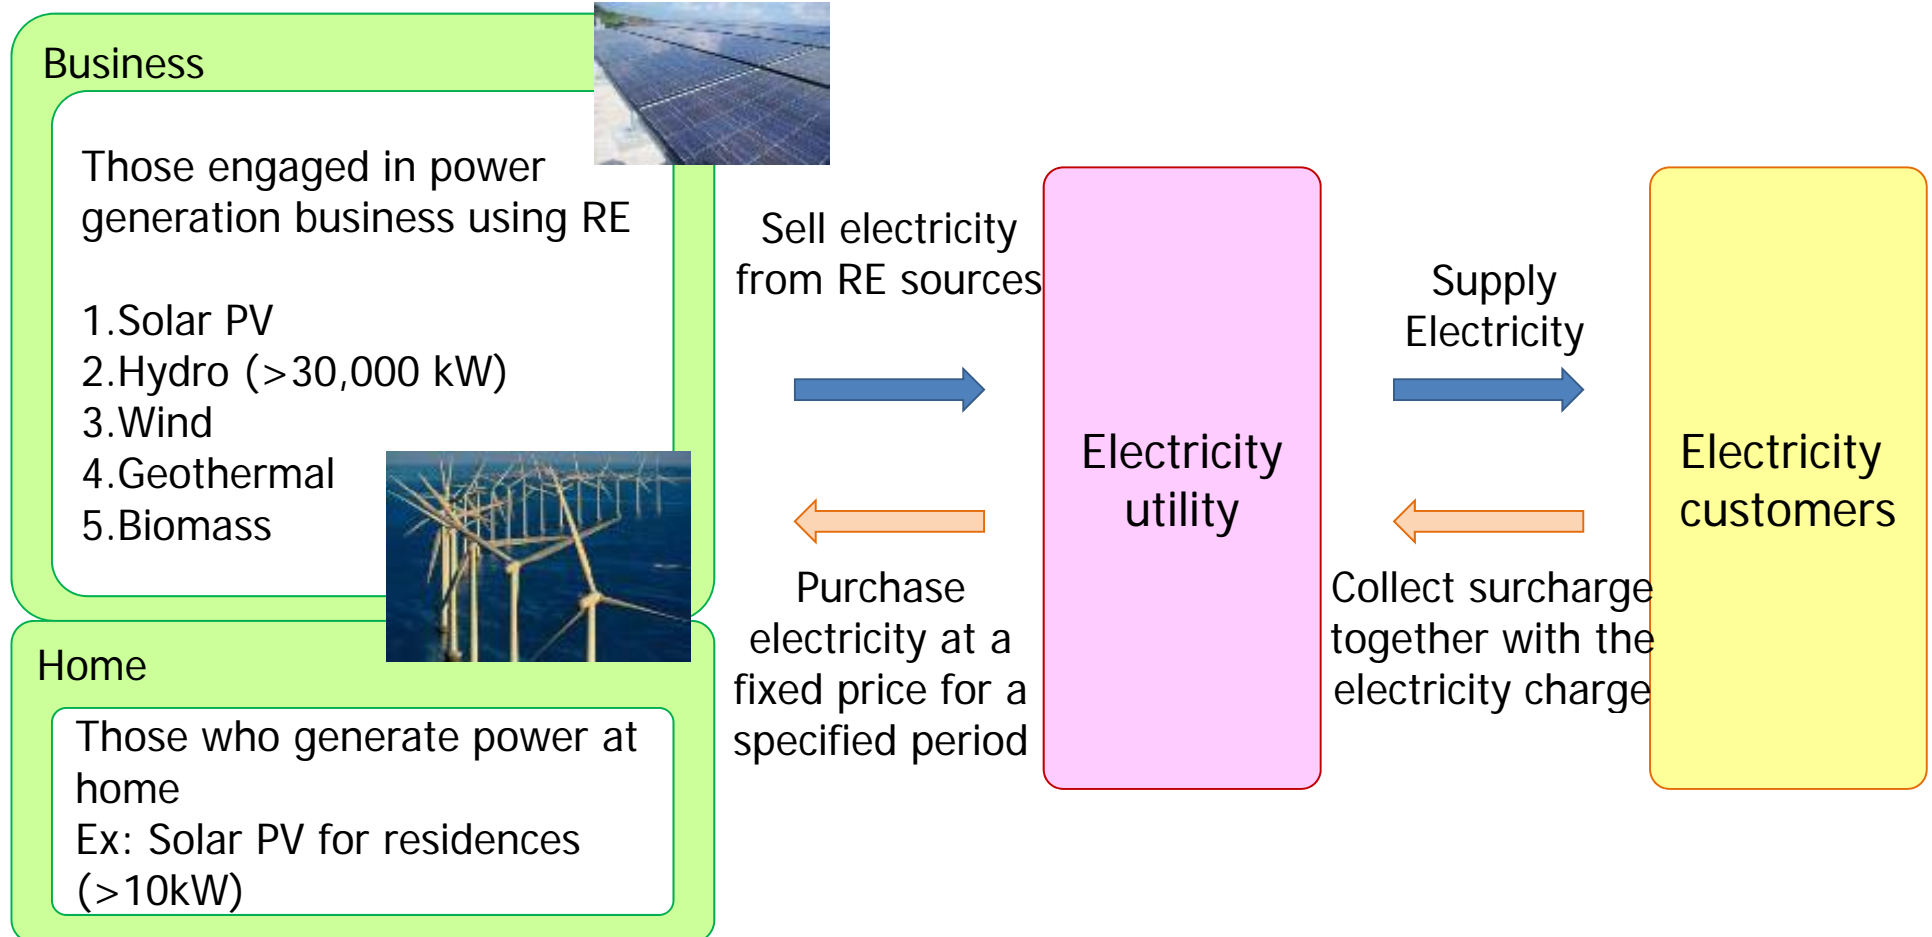 Business
Those engaged in power
generation business using RE
1.Solar PV
2.Hydro (>30,000 kW)
3.Wind
4.Geothermal
5.Biomass
Home
Those who generate power at
home
Ex: Solar PV for residences
(>10kW)
Sell electricity
from RE sources
Purchase
electricity at a
fixed price for a
specified period
Electricity
utility
Supply
Electricity
Collect surcharge
together with the
electricity charge
Electricity
customers